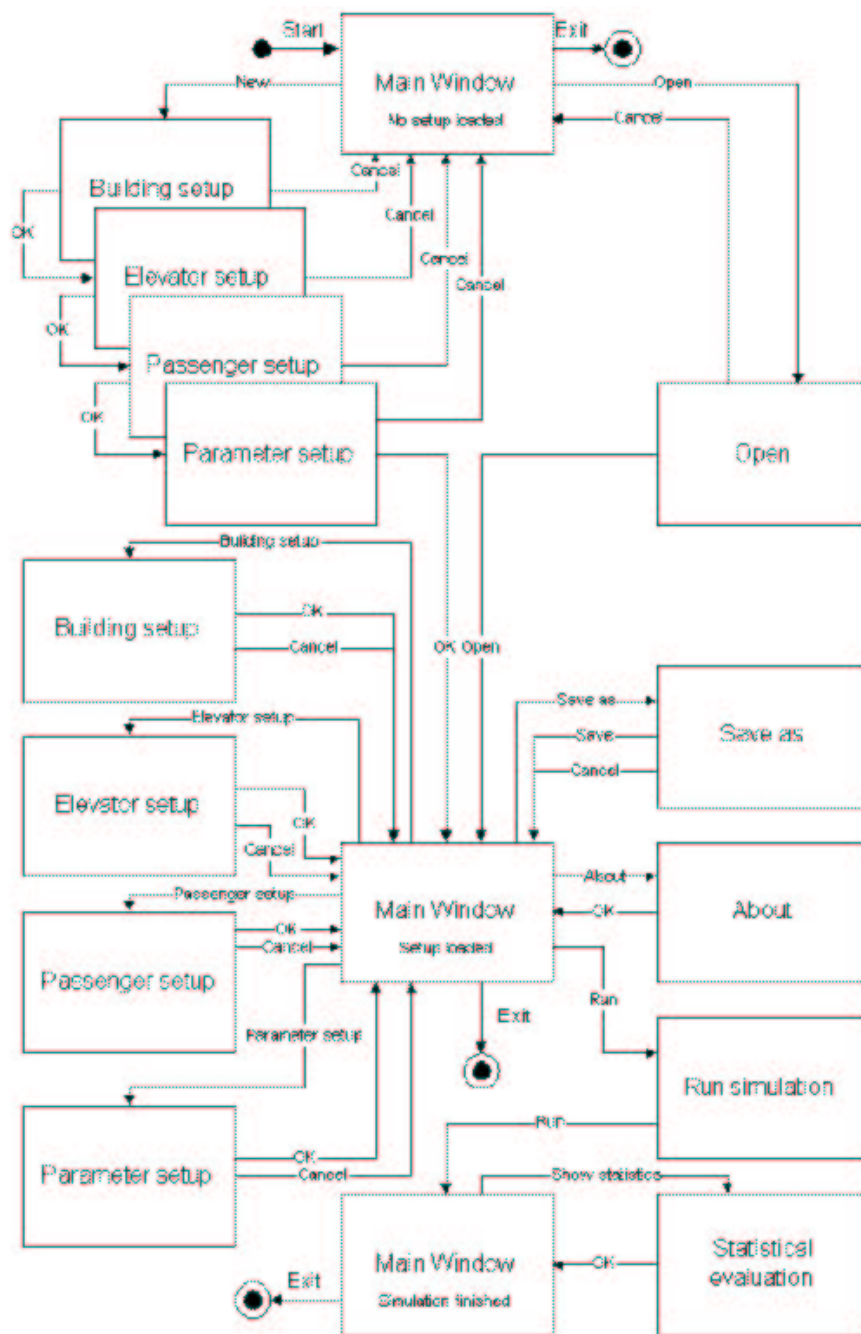 Start
Exit
Main Window
No setup loaded
New
Open
Cancel
Building setup
Cancel
OK
Cancel
Elevator setup
Cancel
OK
Cancel
Passenger setup
OK
Parameter setup
Open
Building setup
Building setup
OK
Cancel
OK
Open
Save as
Save as
Elevator setup
Save
Cancel
Elevator setup
OK
Cancel
Main Window
Setup loaded
About
About
OK
Passenger setup
OK
Cancel
Passenger setup
Run
Exit
Parameter setup
Run simulation
Run
Parameter setup
OK
Cancel
Show statistics
Main Window
Simulation finished
Statistical
evaluation
OK
Exit